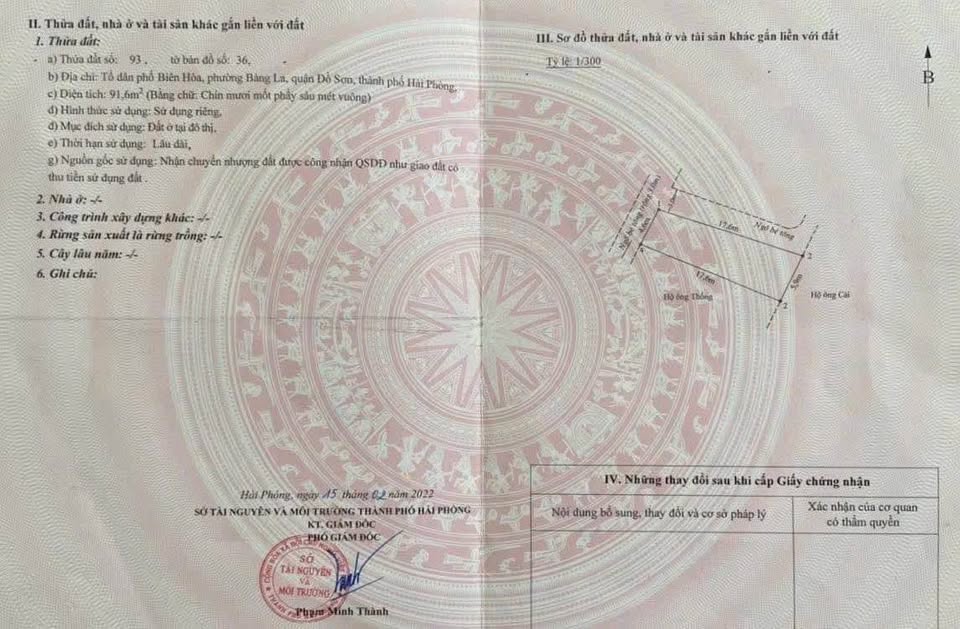 II. Thửa đất, nhà ở và tài sản khác gắn liền với đất
1. Thửa đất:
a) Thửa đất số: 93 , tờ bản đồ số: 36,
b) Địa chỉ: Tổ dân phố Biên Hòa, phường Bàng La, quận Đồ Sơn, thành phố Hải Phòng,
c) Diện tích: 91,6m² (Bằng chữ: Chín mươi mốt phẩy sáu mét vuông)
d) Hình thức sử dụng: Sử dụng riêng,
đ) Mục đích sử dụng: Đất ở tại đô thị,
e) Thời hạn sử dụng: Lâu dài,
g) Nguồn gốc sử dụng: Nhận chuyển nhượng đất được công nhận QSDĐ như giao đất có
thu tiền sử dụng đất .
2. Nhà ở: -/-
3. Công trình xây dựng khác: -/-
4. Rừng sản xuất là rừng trồng: -/-
5. Cây lâu năm: -/-
6. Ghi chú:
Hải Phòng, ngày 15 tháng 02 năm 2022
SỞ TÀI NGUYÊN VÀ MÔI TRƯỜNG THÀNH PHỐ HẢI PHÒNG
KT. GIÁM ĐỐC
PHÓ GIÁM ĐỐC
SỞ
TÀI NGUYÊN
VÀ
MÔI TRƯỜNG
Phạm Minh Thành
III. Sơ đồ thửa đất, nhà ở và tài sản khác gắn liền với đất
Tỷ lệ: 1/300
B
Ngõ bê tông
17,6m
4,6m
17,6m
5,9m
2
Hộ ông Thông
Hộ ông Cải
IV. Những thay đổi sau khi cấp Giấy chứng nhận
Nội dung bổ sung, thay đổi và cơ sở pháp lý
Xác nhận của cơ quan
có thẩm quyền